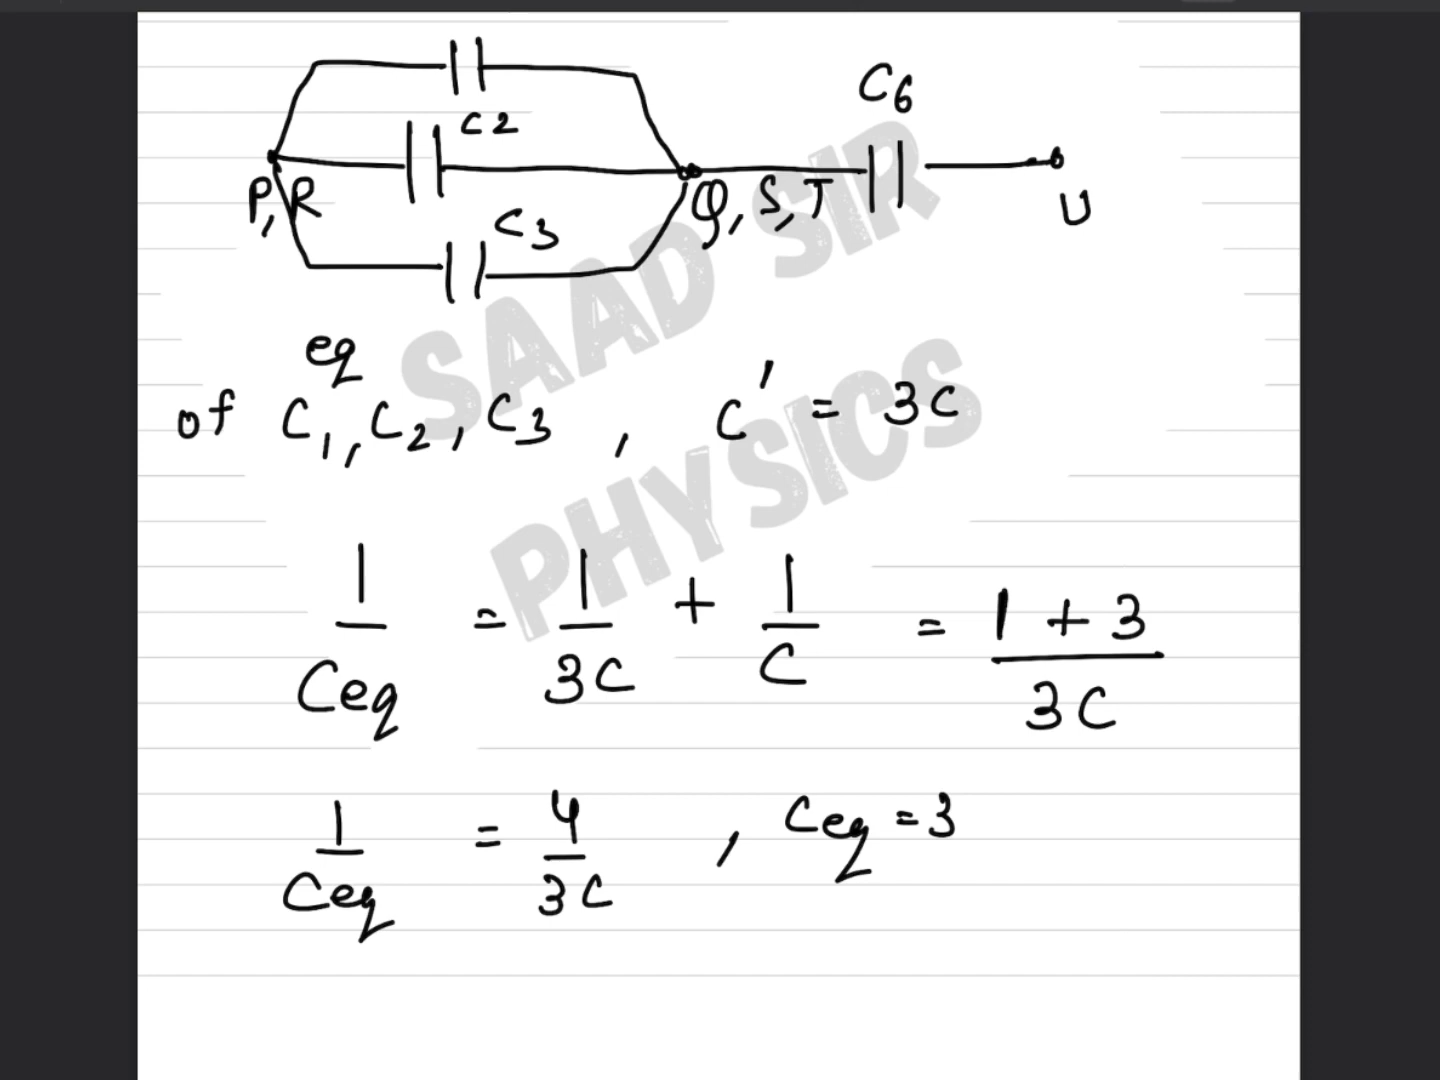 C6
C2
P, R
Q, S, T
U
C3
eq
of C1, C2, C3 , C' = 3C
1/Ceq = 1/3C + 1/C = 1 + 3/3C
1/Ceq = 4/3C , Ceq = 3
SAAD SIR
PHYSICS